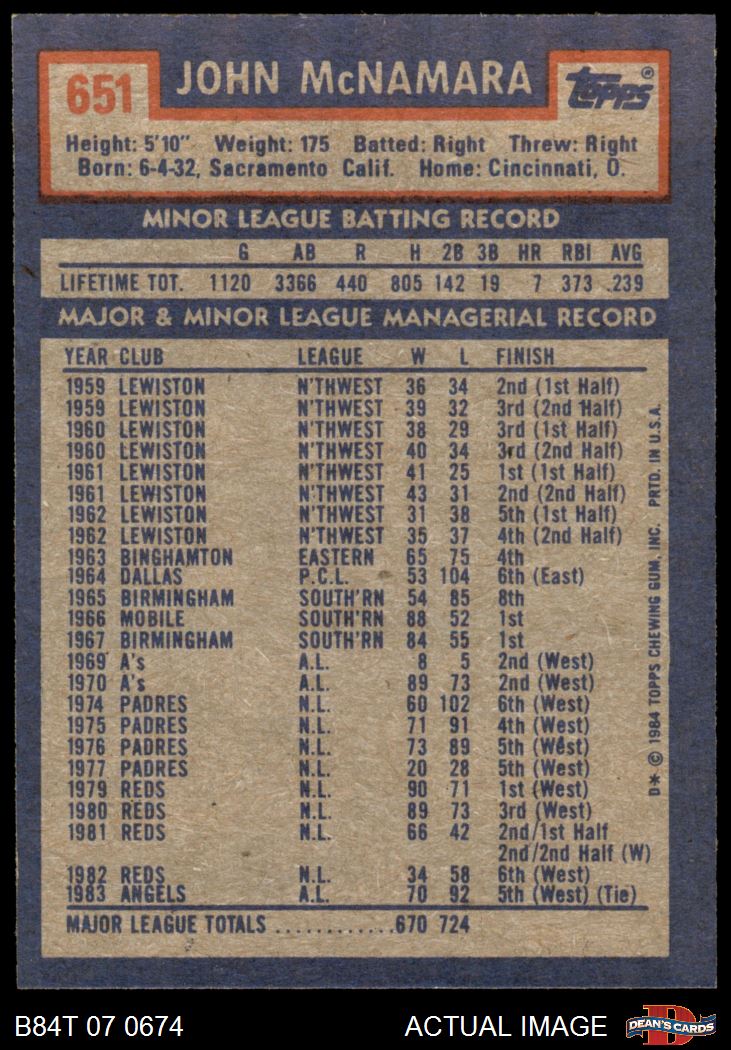 651
JOHN McNAMARA
TOPPS®
Height: 5'10" Weight: 175 Batted: Right Threw: Right
Born: 6-4-32, Sacramento Calif. Home: Cincinnati, O.
MINOR LEAGUE BATTING RECORD
G AB R H 2B 3B HR RBI AVG
LIFETIME TOT. 1120 3366 440 805 142 19 7 373 .239
MAJOR & MINOR LEAGUE MANAGERIAL RECORD
YEAR CLUB LEAGUE W L FINISH
1959 LEWISTON N'THWEST 36 34 2nd (1st Half)
1959 LEWISTON N'THWEST 39 32 3rd (2nd Half)
1960 LEWISTON N'THWEST 38 29 3rd (1st Half)
1960 LEWISTON N'THWEST 40 34 3rd (2nd Half)
1961 LEWISTON N'THWEST 41 25 1st (1st Half)
1961 LEWISTON N'THWEST 43 31 2nd (2nd Half)
1962 LEWISTON N'THWEST 31 38 5th (1st Half)
1962 LEWISTON N'THWEST 35 37 4th (2nd Half)
1963 BINGHAMTON EASTERN 65 75 4th
1964 DALLAS P.C.L. 53 104 6th (East)
1965 BIRMINGHAM SOUTH'RN 54 85 8th
1966 MOBILE SOUTH'RN 88 52 1st
1967 BIRMINGHAM SOUTH'RN 84 55 1st
1969 A's A.L. 8 5 2nd (West)
1970 A's A.L. 89 73 2nd (West)
1974 PADRES N.L. 60 102 6th (West)
1975 PADRES N.L. 71 91 4th (West)
1976 PADRES N.L. 73 89 5th (West)
1977 PADRES N.L. 20 28 5th (West)
1979 REDS N.L. 90 71 1st (West)
1980 REDS N.L. 89 73 3rd (West)
1981 REDS N.L. 66 42 2nd/1st Half
2nd/2nd Half (W)
1982 REDS N.L. 34 58 6th (West)
1983 ANGELS A.L. 70 92 5th (West) (Tie)
MAJOR LEAGUE TOTALS ............670 724
D* © 1984 TOPPS CHEWING GUM, INC. PRTD. IN U.S.A.
B84T 07 0674
ACTUAL IMAGE
D
DEAN'S CARDS